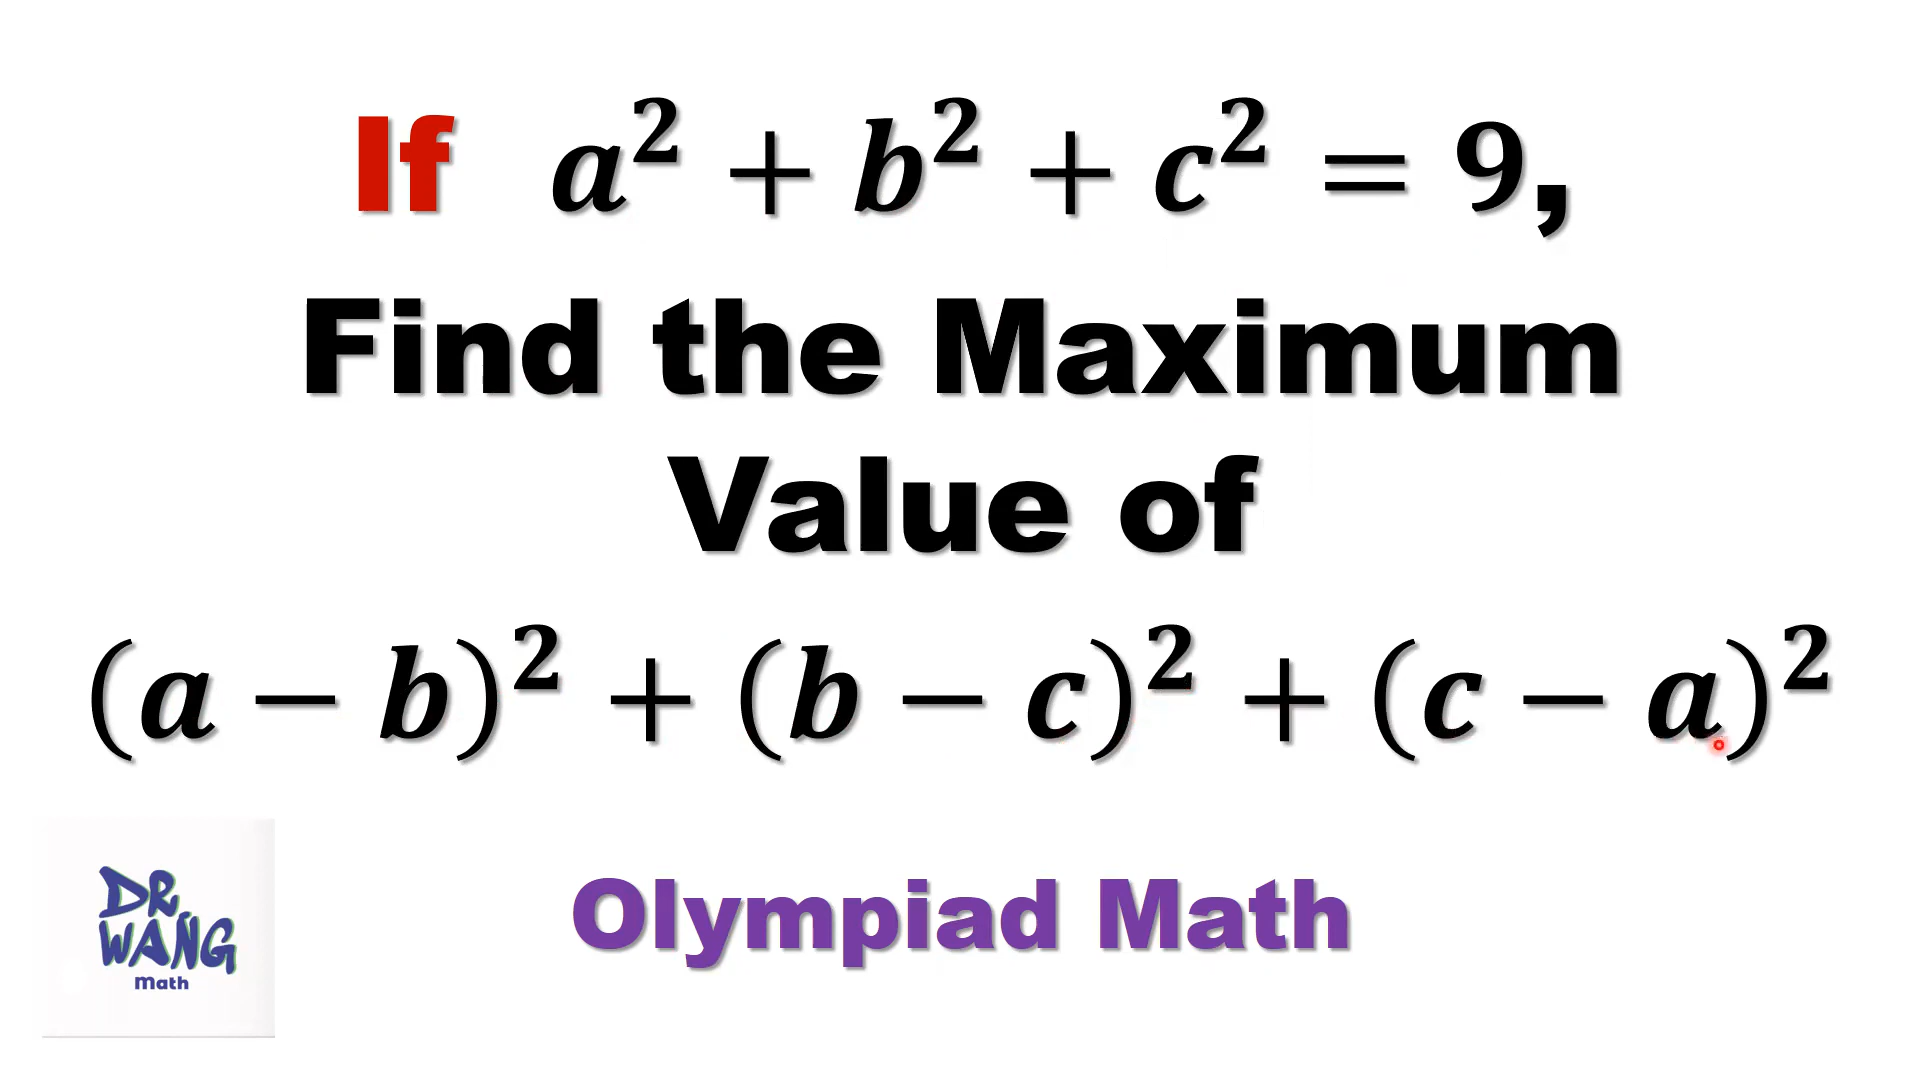 If a² + b² + c² = 9,
Find the Maximum
Value of
(a − b)² + (b − c)² + (c − a)²
Olympiad Math
DR
WANG
Math